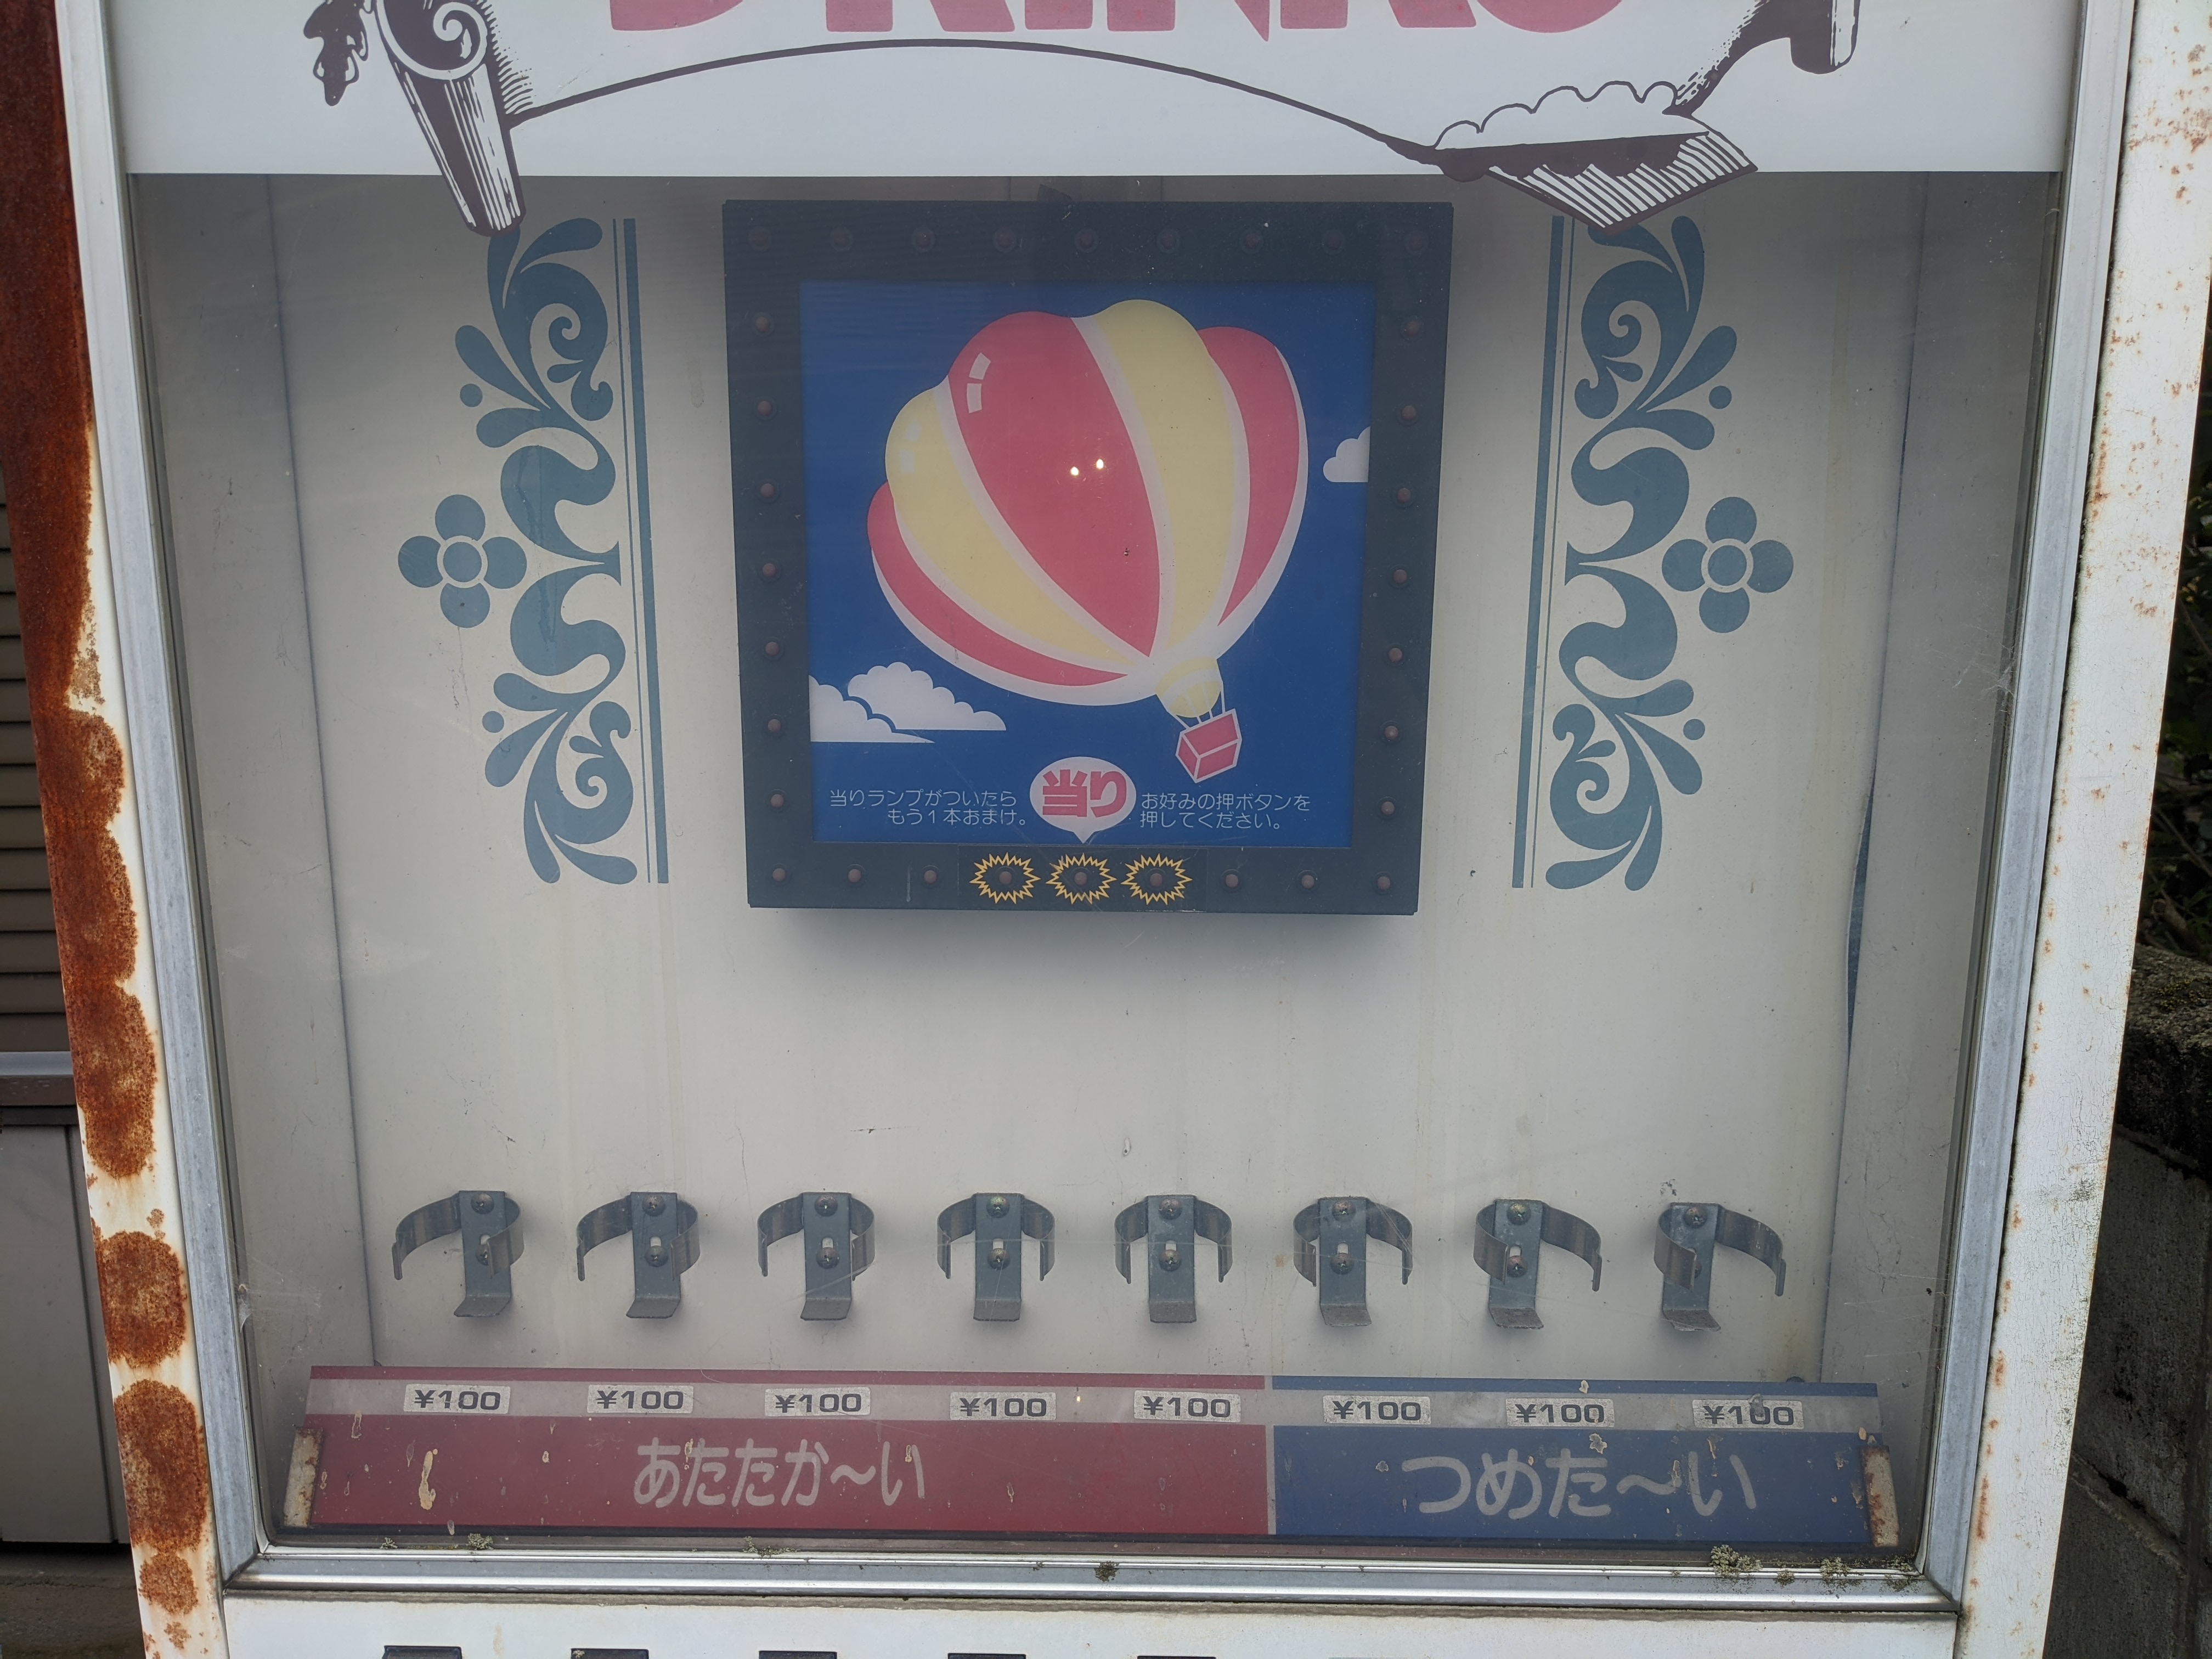 DRINKS
当りランプがついたら
もう1本おまけ。
当り
お好みの押ボタンを
押してください。
¥100 ¥100 ¥100 ¥100 ¥100 ¥100 ¥100 ¥100
あたたか〜い
つめた〜い